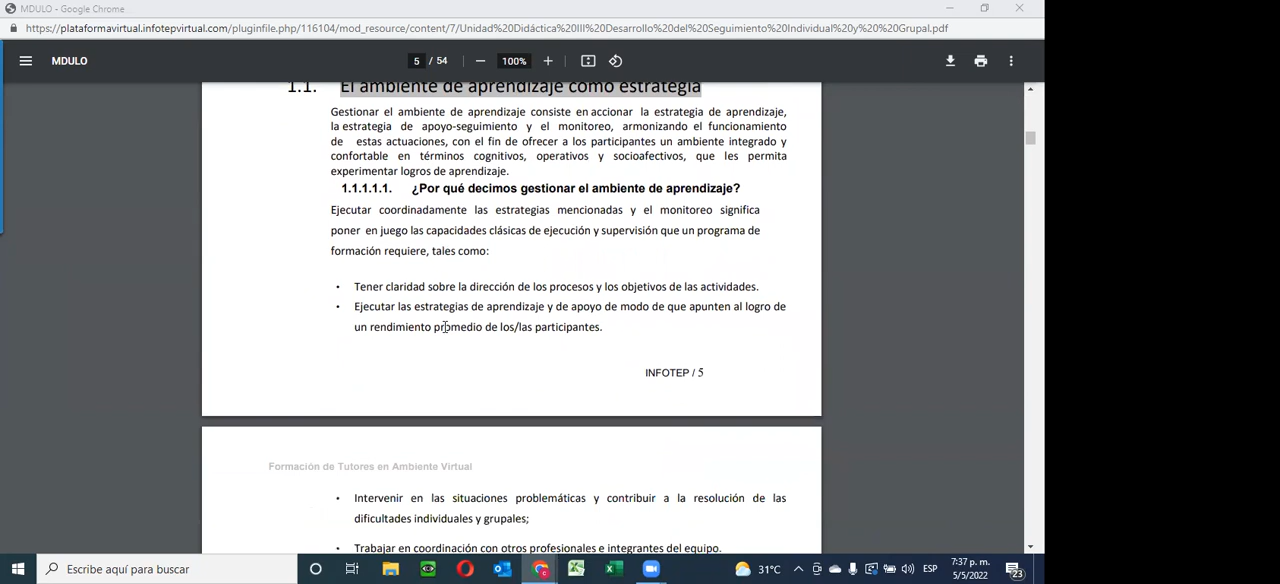 MDULO - Google Chrome
https://plataformavirtual.infotepvirtual.com/pluginfile.php/116104/mod_resource/content/7/Unidad%20Didáctica%20III%20Desarrollo%20del%20Seguimiento%20Individual%20y%20%20Grupal.pdf
MDULO
5 / 54
100%
1.1. El ambiente de aprendizaje como estrategia
Gestionar el ambiente de aprendizaje consiste en accionar la estrategia de aprendizaje,
la estrategia de apoyo-seguimiento y el monitoreo, armonizando el funcionamiento
de estas actuaciones, con el fin de ofrecer a los participantes un ambiente integrado y
confortable en términos cognitivos, operativos y socioafectivos, que les permita
experimentar logros de aprendizaje.
1.1.1.1.1. ¿Por qué decimos gestionar el ambiente de aprendizaje?
Ejecutar coordinadamente las estrategias mencionadas y el monitoreo significa
poner en juego las capacidades clásicas de ejecución y supervisión que un programa de
formación requiere, tales como:
• Tener claridad sobre la dirección de los procesos y los objetivos de las actividades.
• Ejecutar las estrategias de aprendizaje y de apoyo de modo de que apunten al logro de
un rendimiento promedio de los/las participantes.
INFOTEP / 5
Formación de Tutores en Ambiente Virtual
• Intervenir en las situaciones problemáticas y contribuir a la resolución de las
dificultades individuales y grupales;
• Trabajar en coordinación con otros profesionales e integrantes del equipo.
Escribe aquí para buscar
31°C
ESP
7:37 p. m.
5/5/2022
23